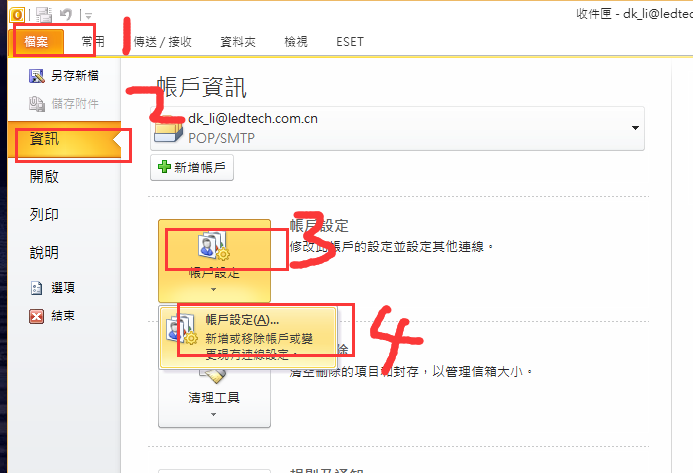 收件匣 - dk_li@ledtech
檔案 常用 傳送 / 接收 資料夾 檢視 ESET
1
另存新檔
儲存附件
資訊
開啟
列印
說明
選項
結束
帳戶資訊
2
dk_li@ledtech.com.cn
POP/SMTP
新增帳戶
帳戶設定
3
帳戶設定
修改此帳戶的設定並設定其他連線。
帳戶設定(A)...
新增或移除帳戶或變
更現有連線設定。
4
除
清空刪除的項目和封存，以管理信箱大小。
清理工具